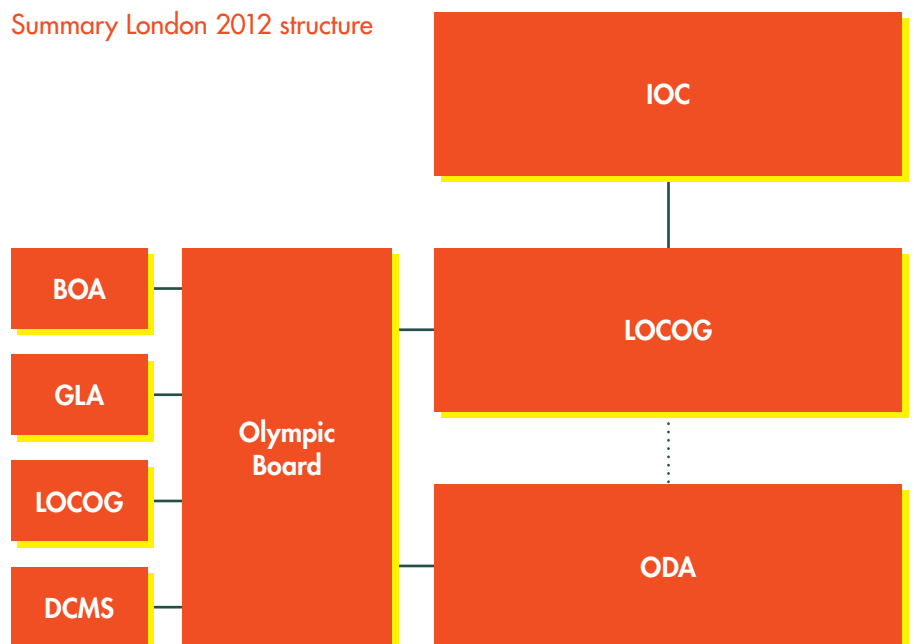 Summary London 2012 structure
IOC
BOA
LOCOG
GLA
Olympic
Board
LOCOG
ODA
DCMS